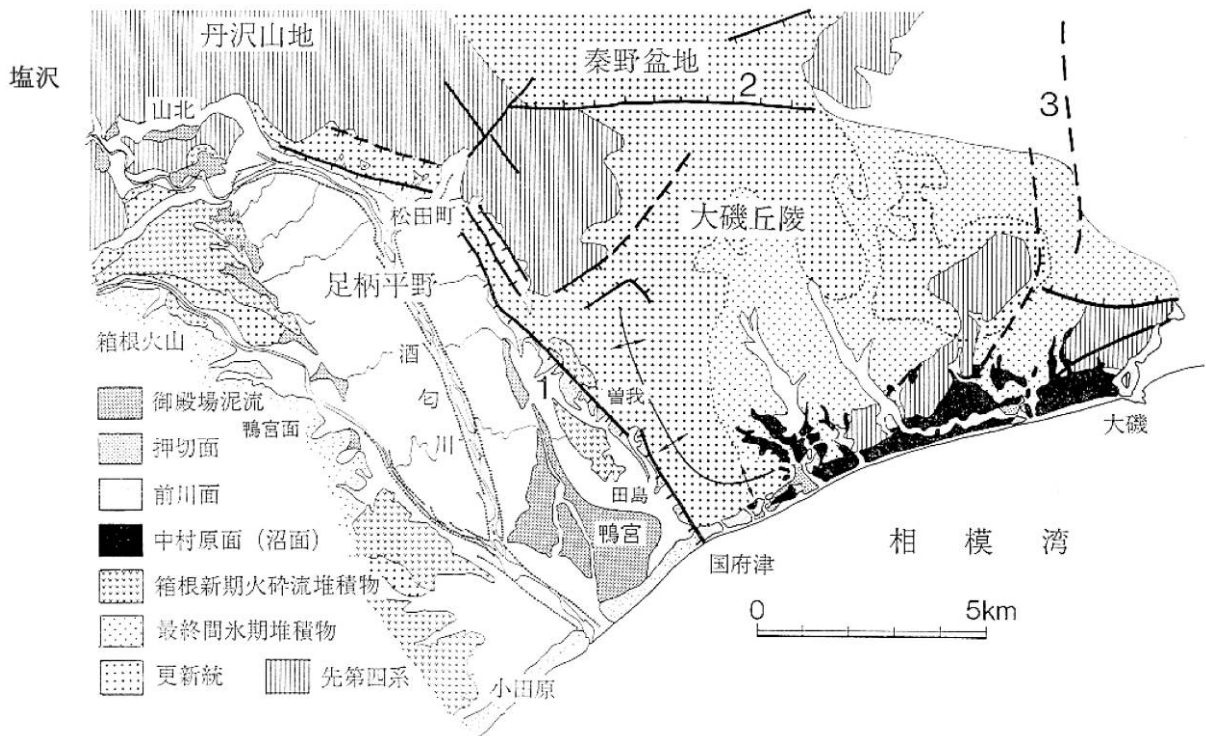 丹沢山地
塩沢
秦野盆地
2
3
山北
松田町
大磯丘陵
足柄平野
箱根火山
酒匂川
1
曽我
御殿場泥流
鴨宮面
押切面
田島
大磯
前川面
鴨宮
中村原面（沼面）
国府津
相模湾
箱根新期火砕流堆積物
0 5km
最終間氷期堆積物
更新統
先第四系
小田原